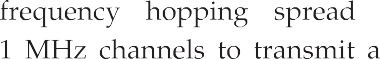 frequency hopping spread
1 MHz channels to transmit a